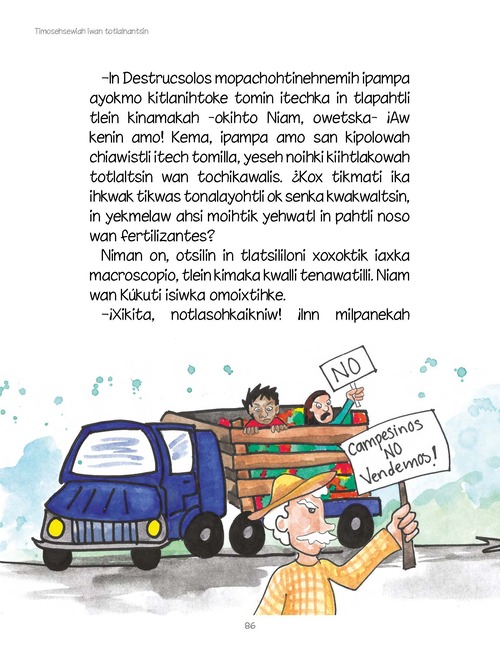 Timosehsewiah iwan totlalnantsin
–In Destrucsolos mopachohtinehnemih ipampa
ayokmo kitlanihtoke tomin itechka in tlapahtli
tlein kinamakah -okihto Niam, owetska- ¡Aw
kenin amo! Kema, ipampa amo san kipolowah
chiawistli itech tomilla, yeseh noihki kiihtlakowah
totlaltsin wan tochikawalis. ¿Kox tikmati ika
ihkwak tikwas tonalayohtli ok senka kwakwaltsin,
in yekmelaw ahsi moihtik yehwatl in pahtli noso
wan fertilizantes?
Niman on, otsilin in tlatsililoni xoxoktik iaxka
macroscopio, tlein kimaka kwalli tenawatilli. Niam
wan Kúkuti isiwka omoixtihke.
–¡Xikita, notlasohkaikniw! ¡Inn milpanekah
NO
Campesinos
NO
Vendemos!
86